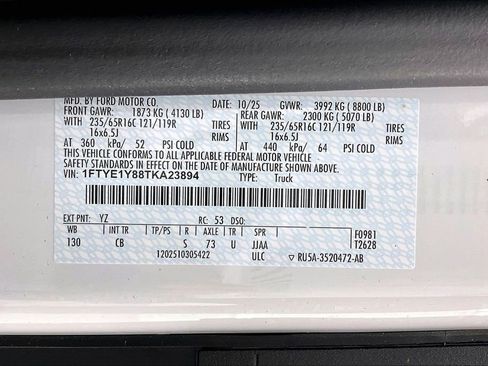 MFD. BY FORD MOTOR CO. 10/25 GVWR: 3992 KG ( 8800 LB)
FRONT GAWR: 1873 KG ( 4130 LB) REAR GAWR: 2300 KG ( 5070 LB)
WITH 235/65R16C 121/119R TIRES WITH 235/65R16C 121/119R TIRES
16x6.5J RIMS 16x6.5J RIMS
AT 360 kPa/ 52 PSI COLD AT 440 kPa/ 64 PSI COLD
THIS VEHICLE CONFORMS TO ALL APPLICABLE FEDERAL MOTOR VEHICLE
SAFETY STANDARDS IN EFFECT ON THE DATE OF MANUFACTURE SHOWN ABOVE.
VIN: 1FTYE1Y88TKA23894 TYPE: Truck
EXT PNT: YZ RC: 53 DSO:
WB INT TR TP/PS R AXLE TR SPR F0981
130 CB S 73 U JJAA T2628
1202510305422 ULC RU5A-3520472-AB